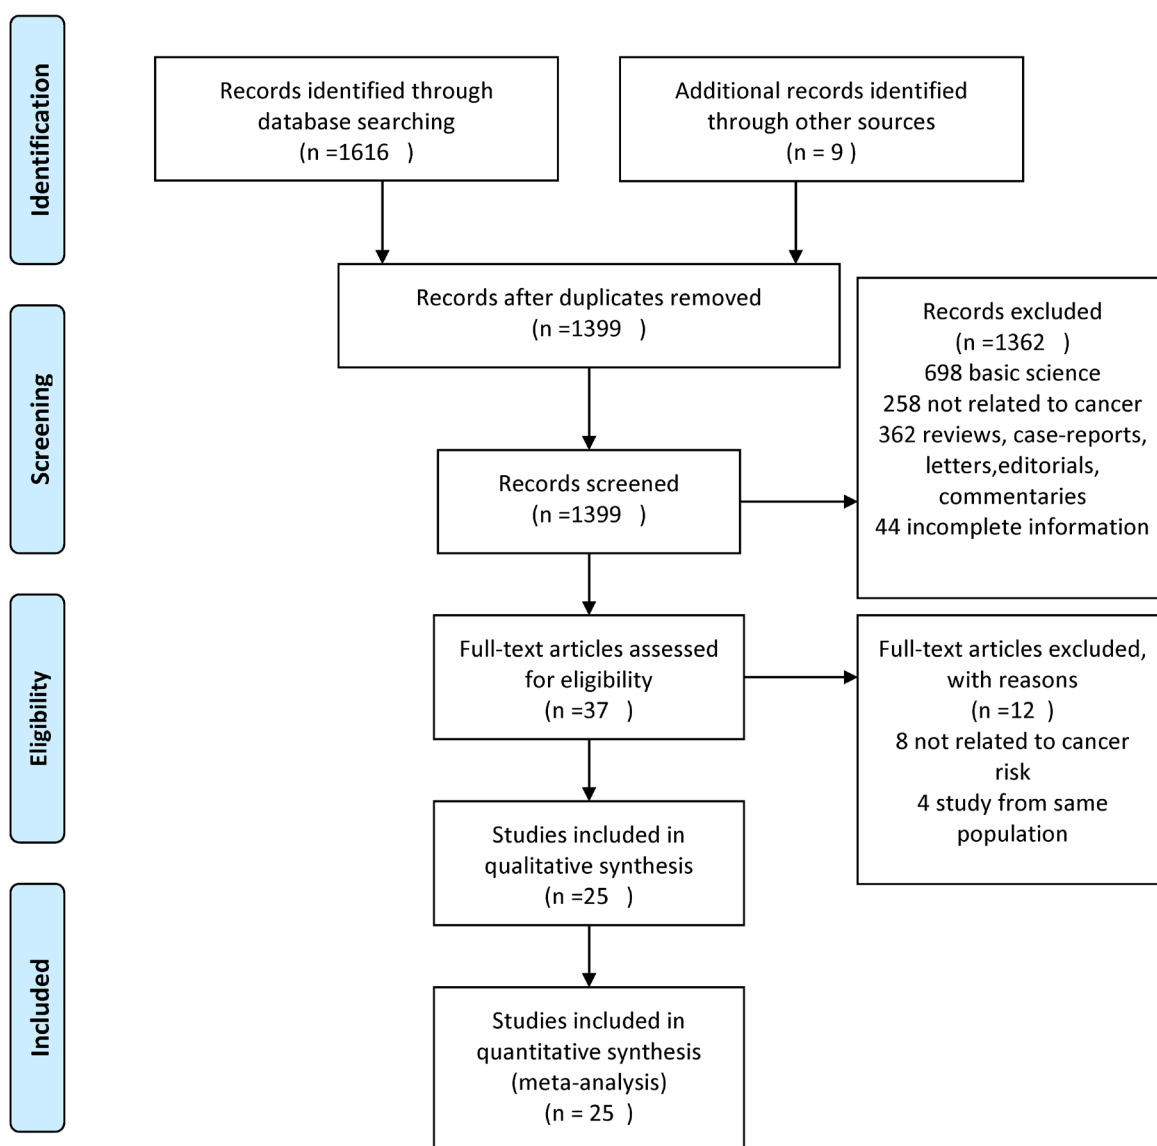 Identification
Records identified through
database searching
(n =1616   )
Additional records identified
through other sources
(n = 9   )
Records after duplicates removed
(n =1399   )
Screening
Records excluded
(n =1362   )
698 basic science
258 not related to cancer
362 reviews, case-reports,
letters,editorials,
commentaries
44 incomplete information
Records screened
(n =1399   )
Eligibility
Full-text articles assessed
for eligibility
(n =37   )
Full-text articles excluded,
with reasons
(n =12   )
8 not related to cancer
risk
4 study from same
population
Studies included in
qualitative synthesis
(n =25   )
Included
Studies included in
quantitative synthesis
(meta-analysis)
(n = 25   )